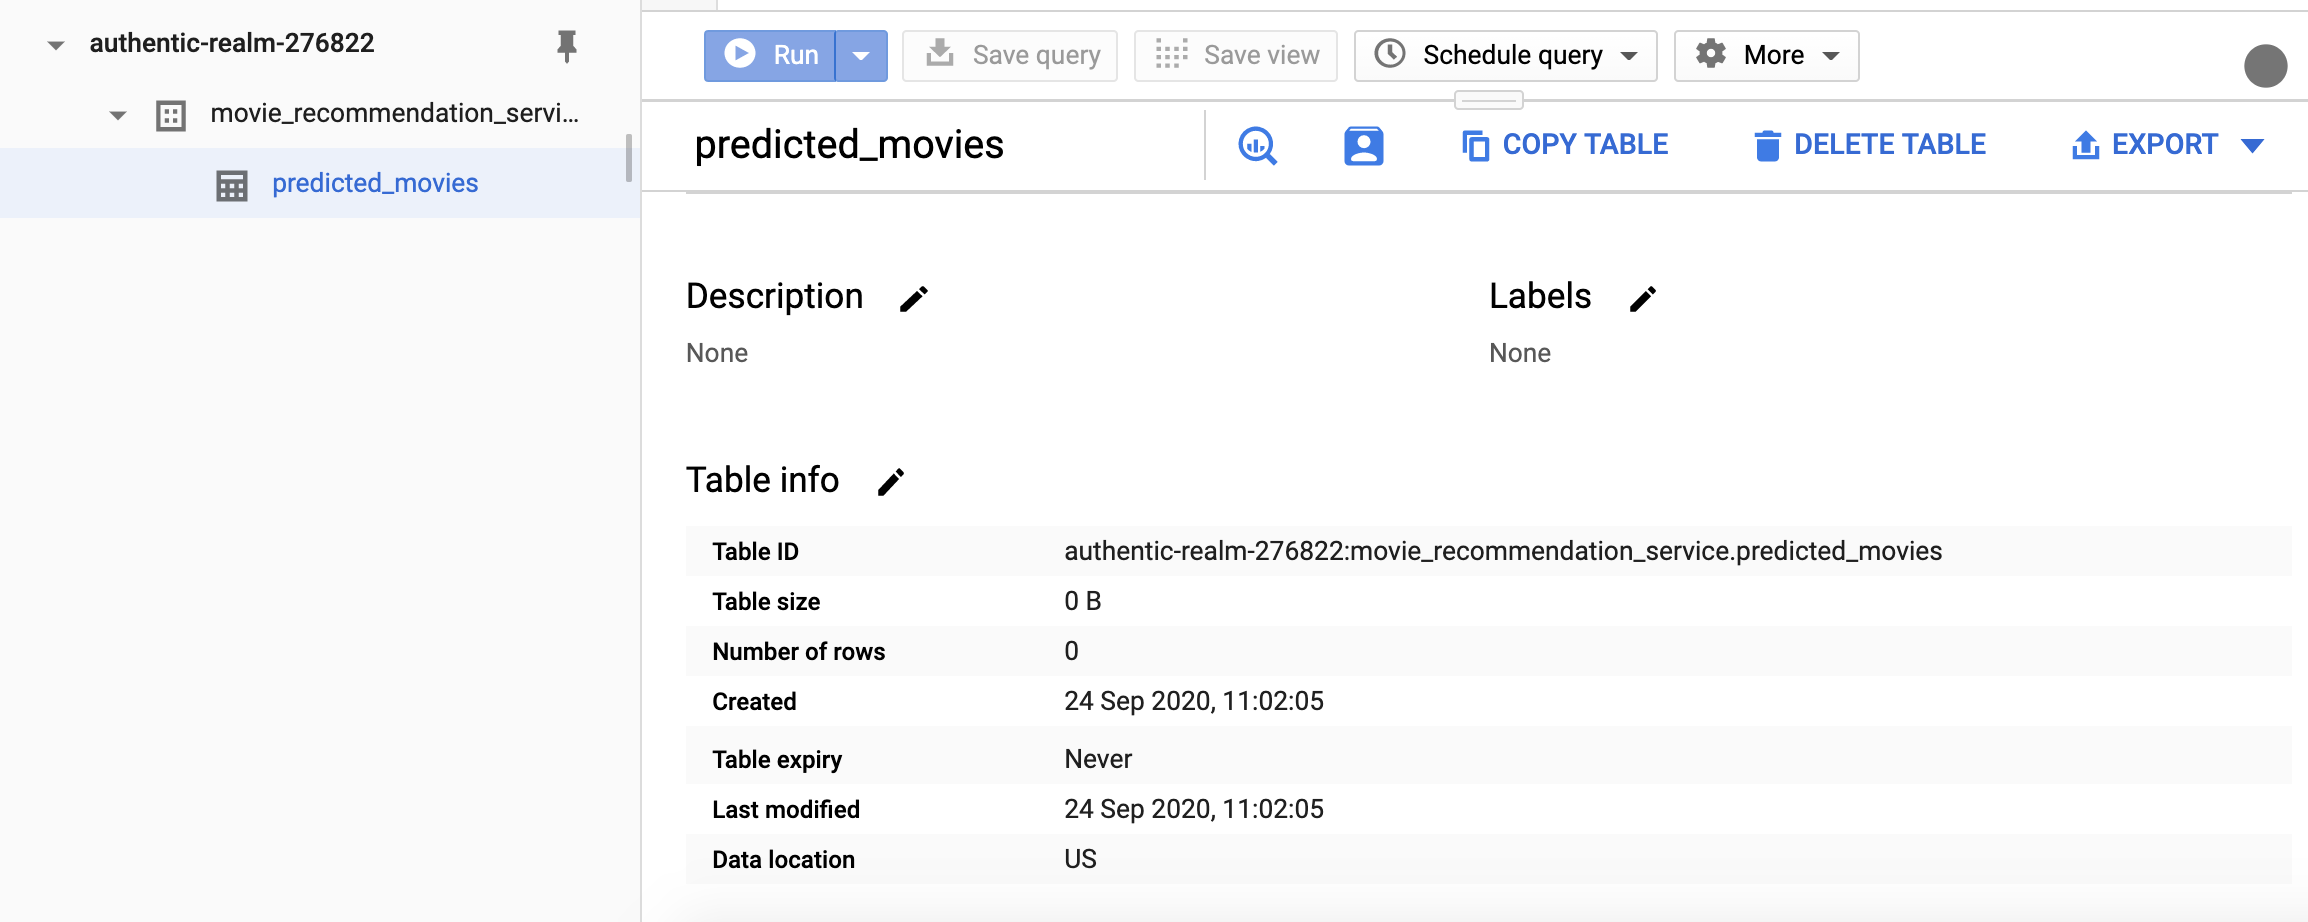 authentic-realm-276822
movie_recommendation_servi...
predicted_movies
Run
Save query
Save view
Schedule query
More
predicted_movies
COPY TABLE
DELETE TABLE
EXPORT
Description
None
Labels
None
Table info
Table ID authentic-realm-276822:movie_recommendation_service.predicted_movies
Table size 0 B
Number of rows 0
Created 24 Sep 2020, 11:02:05
Table expiry Never
Last modified 24 Sep 2020, 11:02:05
Data location US